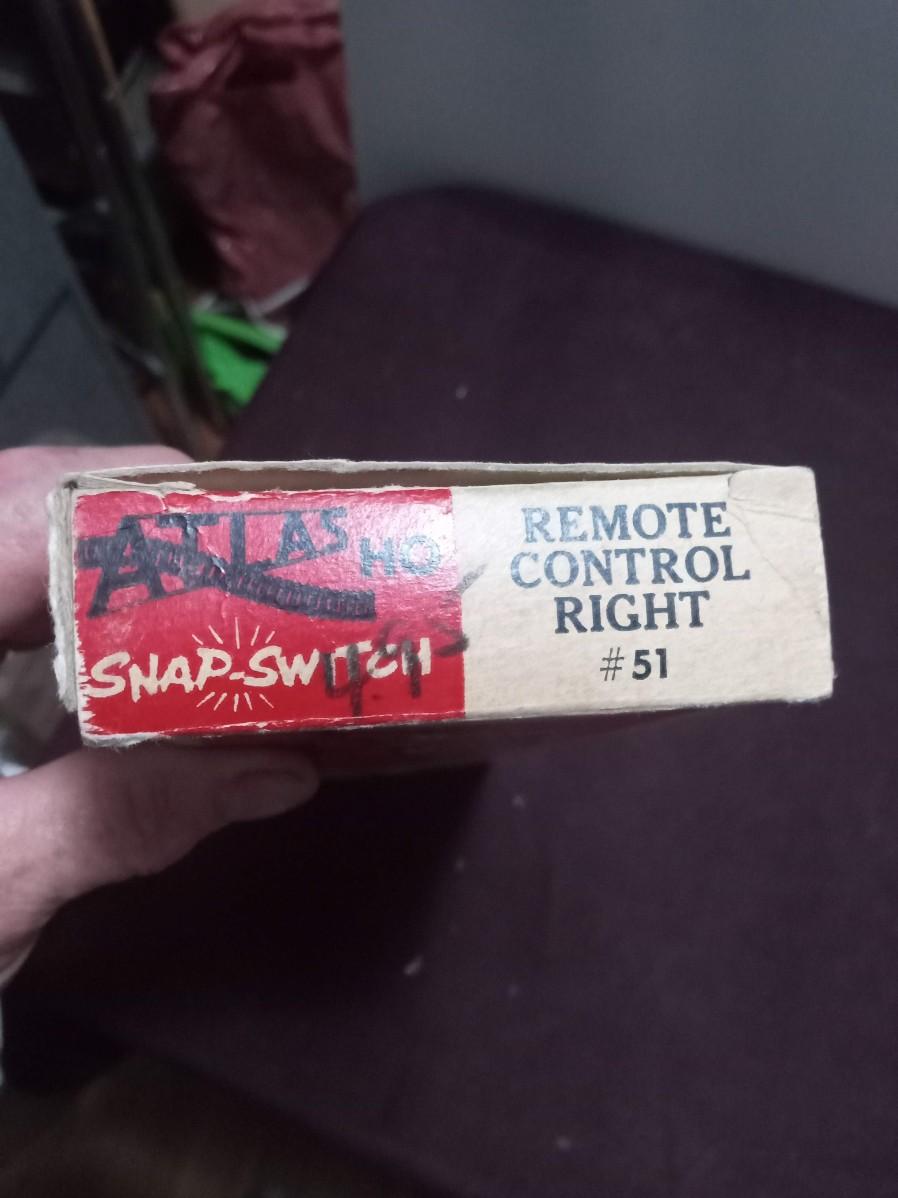 ATLAS HO
SNAP-SWITCH
REMOTE
CONTROL
RIGHT
#51